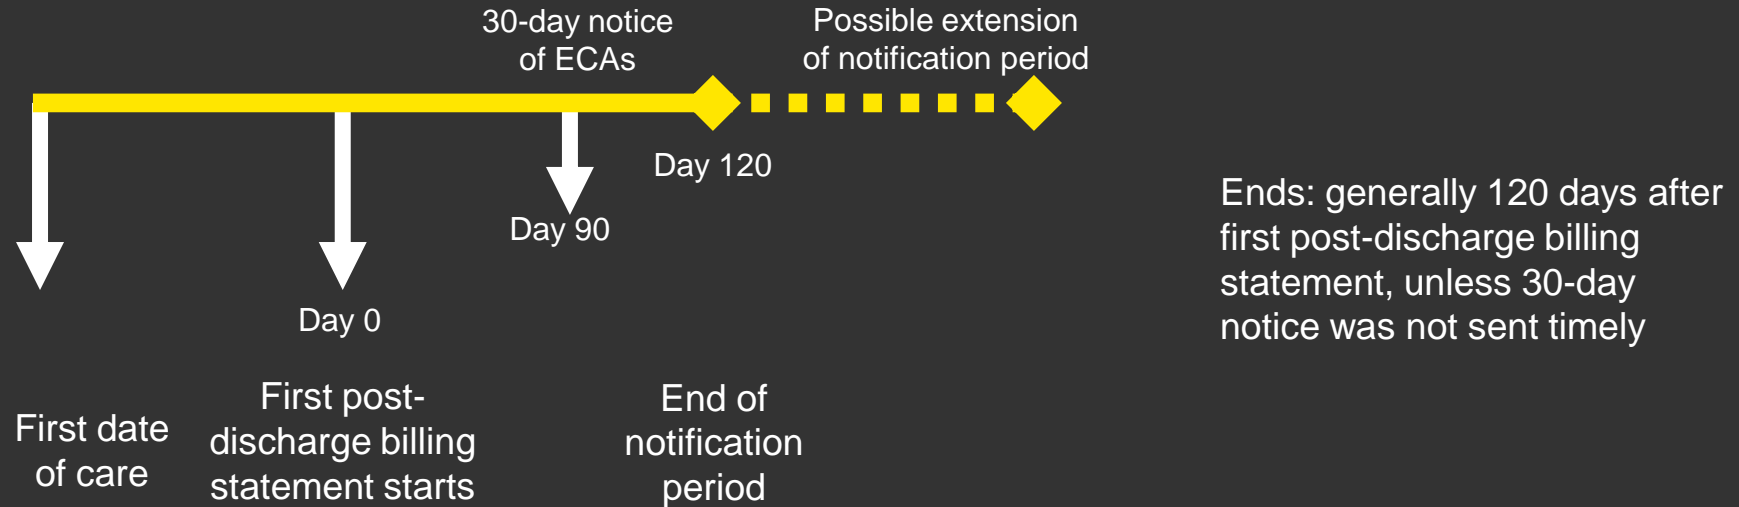 30-day notice
of ECAs
Possible extension
of notification period
Day 120
Day 90
Day 0
Ends: generally 120 days after
first post-discharge billing
statement, unless 30-day
notice was not sent timely
First date
of care
First post-
discharge billing
statement starts
End of
notification
period